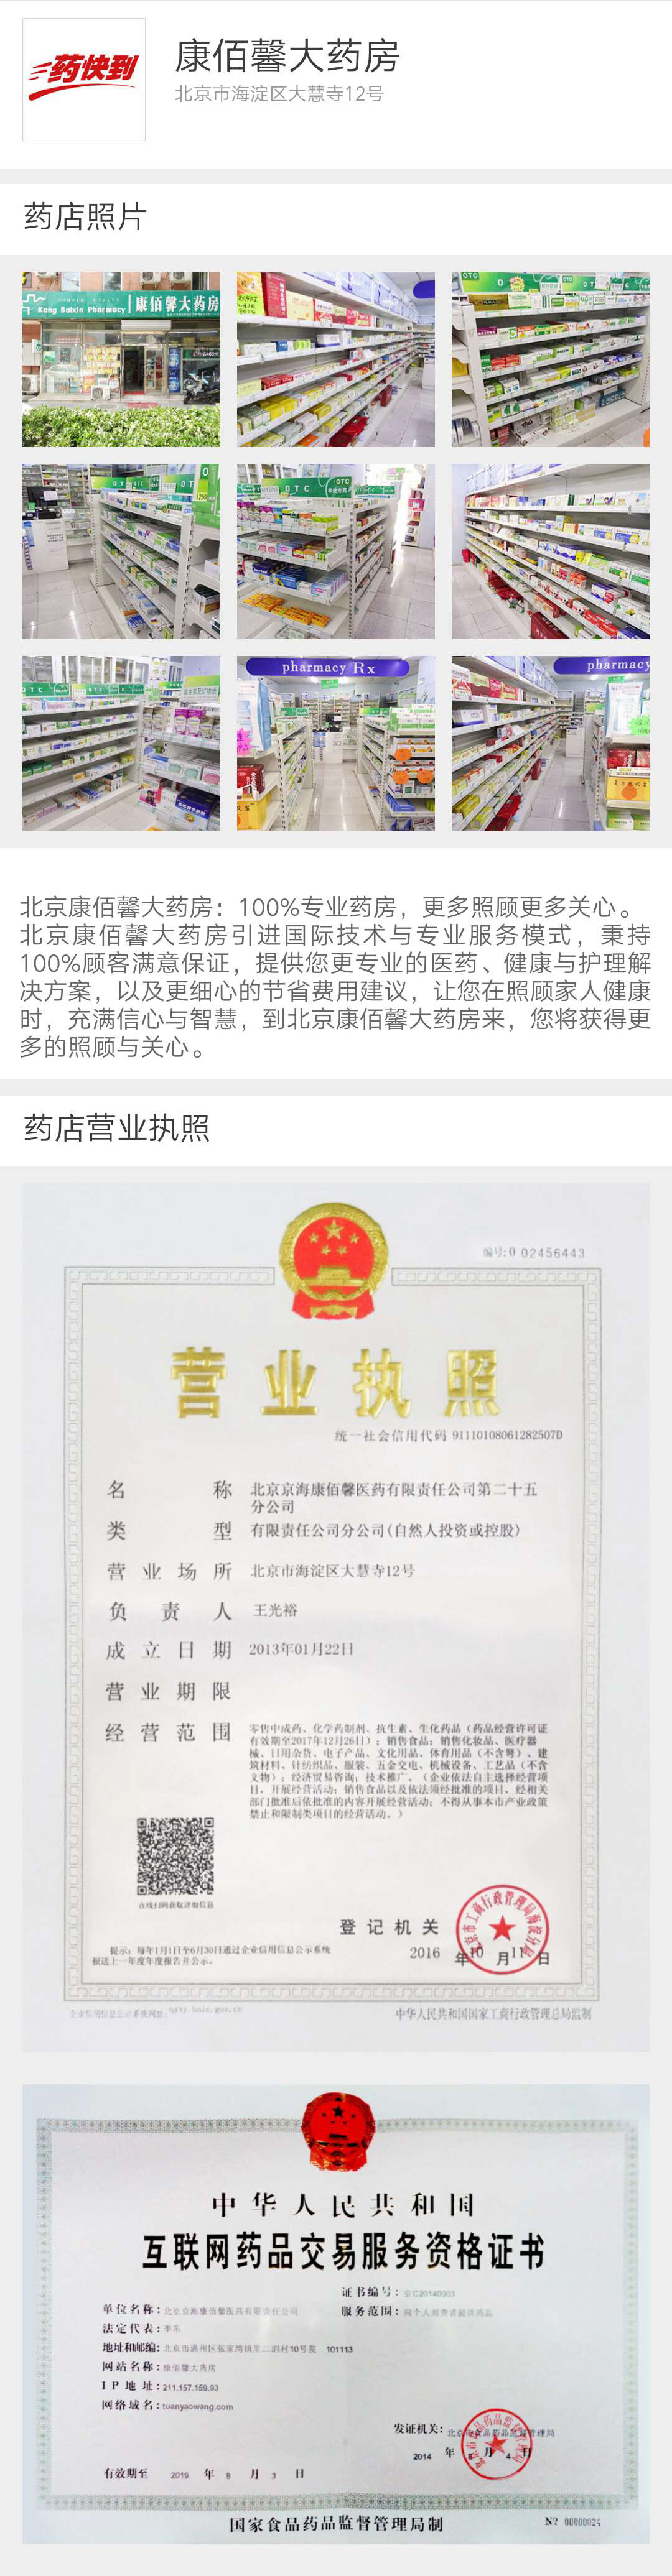 药快到
康佰馨大药房
北京市海淀区大慧寺12号
药店照片
Kang Baixin Pharmacy 康佰馨大药房
OTC
OTC
OTC
OTC
OTC
pharmacy Rx
pharmacy
北京康佰馨大药房：100%专业药房，更多照顾更多关心。
北京康佰馨大药房引进国际技术与专业服务模式，秉持
100%顾客满意保证，提供您更专业的医药、健康与护理解
决方案，以及更细心的节省费用建议，让您在照顾家人健康
时，充满信心与智慧，到北京康佰馨大药房来，您将获得更
多的照顾与关心。
药店营业执照
编号:0 02456443
营业执照
统一社会信用代码 91110108061282507D
名称 北京京海康佰馨医药有限责任公司第二十五
分公司
类型 有限责任公司分公司(自然人投资或控股)
营业场所 北京市海淀区大慧寺12号
负责人 王光裕
成立日期 2013年01月22日
营业期限
经营范围 零售中成药、化学药制剂、抗生素、生化药品（药品经营许可证
有效期至2017年12月26日）；销售食品；销售化妆品、医疗器
械、日用杂货、电子产品、文化用品、体育用品（不含弩）、建
筑材料、针纺织品、服装、五金交电、机械设备、工艺品（不含
文物）；经济贸易咨询；技术推广。（企业依法自主选择经营项
目，开展经营活动；销售食品以及依法须经批准的项目，经相关
部门批准后依批准的内容开展经营活动；不得从事本市产业政策
禁止和限制类项目的经营活动。）
在线扫码获取详细信息
登记机关
2016 年10月11日
提示：每年1月1日至6月30日通过企业信用信息公示系统
报送上一年度年度报告并公示。
企业信用信息公示系统网址：qyxy.baic.gov.cn
中华人民共和国国家工商行政管理总局监制
中华人民共和国
互联网药品交易服务资格证书
证书编号：京C20140003
单位名称：北京京海康佰馨医药有限责任公司
服务范围：向个人消费者提供药品
法定代表：李东
地址和邮编：北京市通州区张家湾镇里二泗村10号院 101113
网站名称：康佰馨大药房
IP 地址：211.157.159.93
网络域名：tuanyaowang.com
发证机关：北京市食品药品监督管理局
2014 年 8 月 4 日
有效期至 2019 年 8 月 3 日
国家食品药品监督管理局制
Nº 00000024